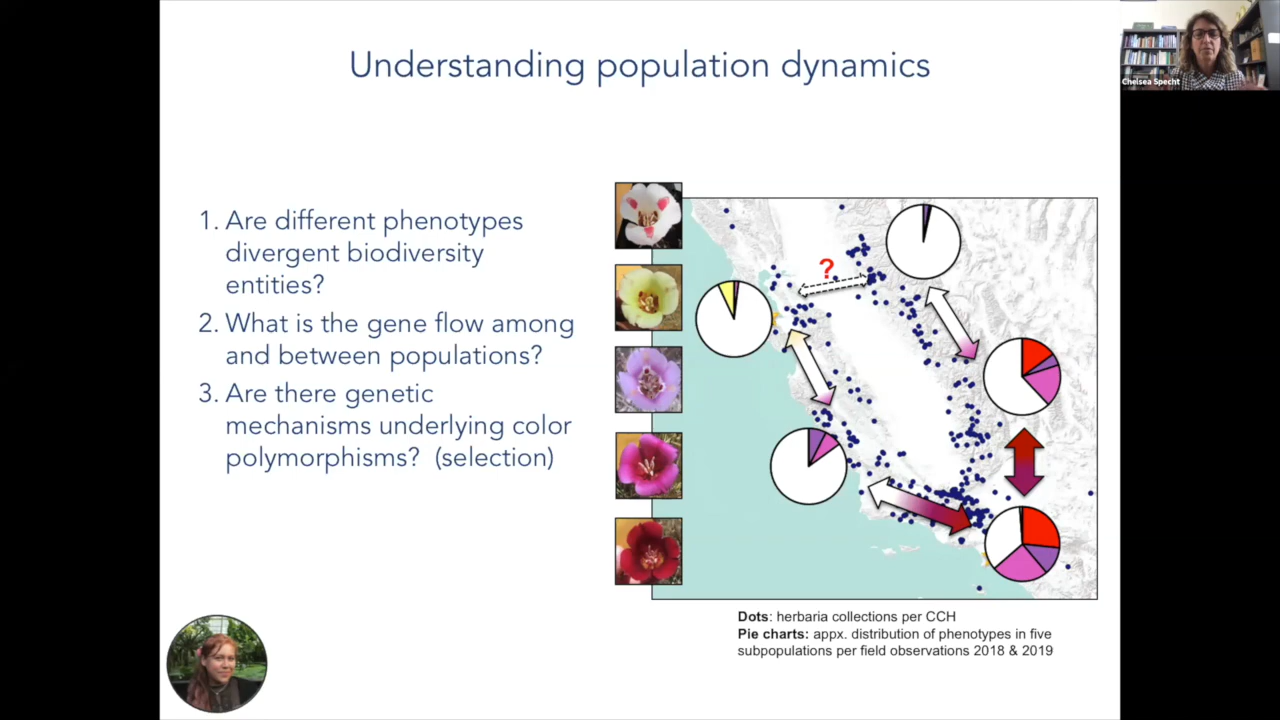 Understanding population dynamics
Chelsea Specht
1. Are different phenotypes
divergent biodiversity
entities?
2. What is the gene flow among
and between populations?
3. Are there genetic
mechanisms underlying color
polymorphisms? (selection)
?
Dots: herbaria collections per CCH
Pie charts: appx. distribution of phenotypes in five
subpopulations per field observations 2018 & 2019